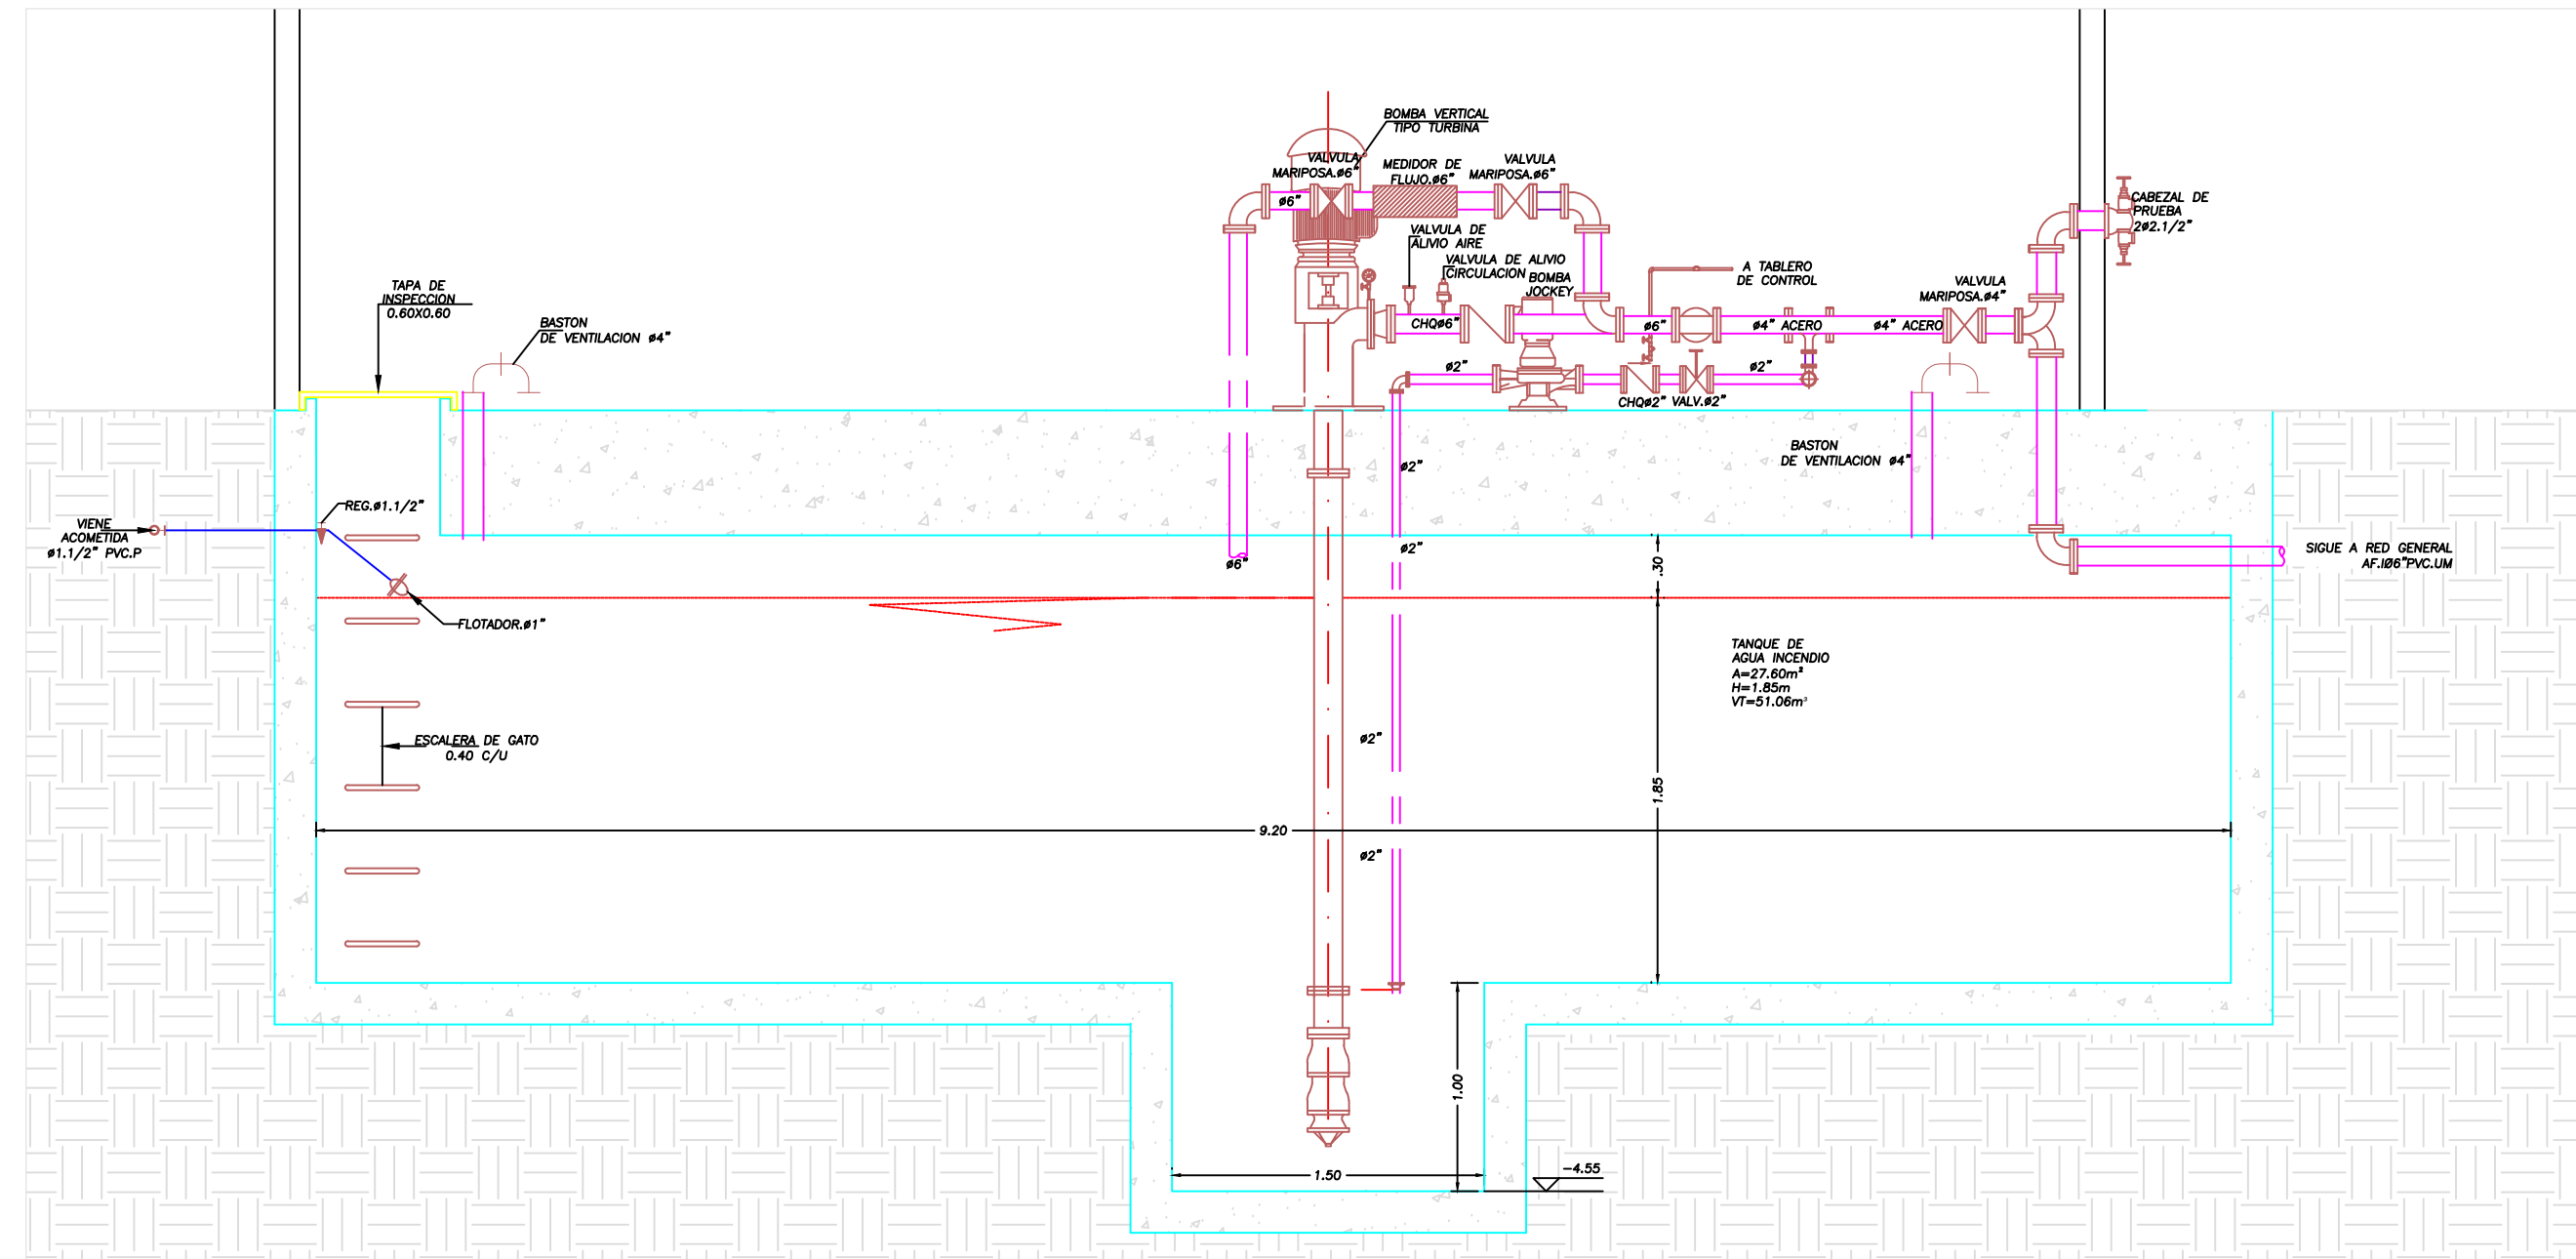 BOMBA VERTICAL
TIPO TURBINA
VALVULA
MARIPOSA.ø6"
MEDIDOR DE
FLUJO.ø6"
VALVULA
MARIPOSA.ø6"
ø6"
CABEZAL DE
PRUEBA
2ø2.1/2"
VALVULA DE
ALIVIO AIRE
VALVULA DE ALIVIO
CIRCULACION
BOMBA
JOCKEY
A TABLERO
DE CONTROL
VALVULA
MARIPOSA.ø4"
TAPA DE
INSPECCION
0.60X0.60
BASTON
DE VENTILACION ø4"
CHQø6"
ø6"
ø4" ACERO
ø4" ACERO
ø2"
ø2"
CHQø2"
VALV.ø2"
BASTON
DE VENTILACION ø4"
ø2"
REG.ø1.1/2"
VIENE
ACOMETIDA
ø1.1/2" PVC.P
ø2"
ø6"
.30
SIGUE A RED GENERAL
AF.IØ6"PVC.UM
FLOTADOR.ø1"
TANQUE DE
AGUA INCENDIO
A=27.60m²
H=1.85m
VT=51.06m³
ESCALERA DE GATO
0.40 C/U
ø2"
1.85
9.20
ø2"
1.00
1.50
-4.55